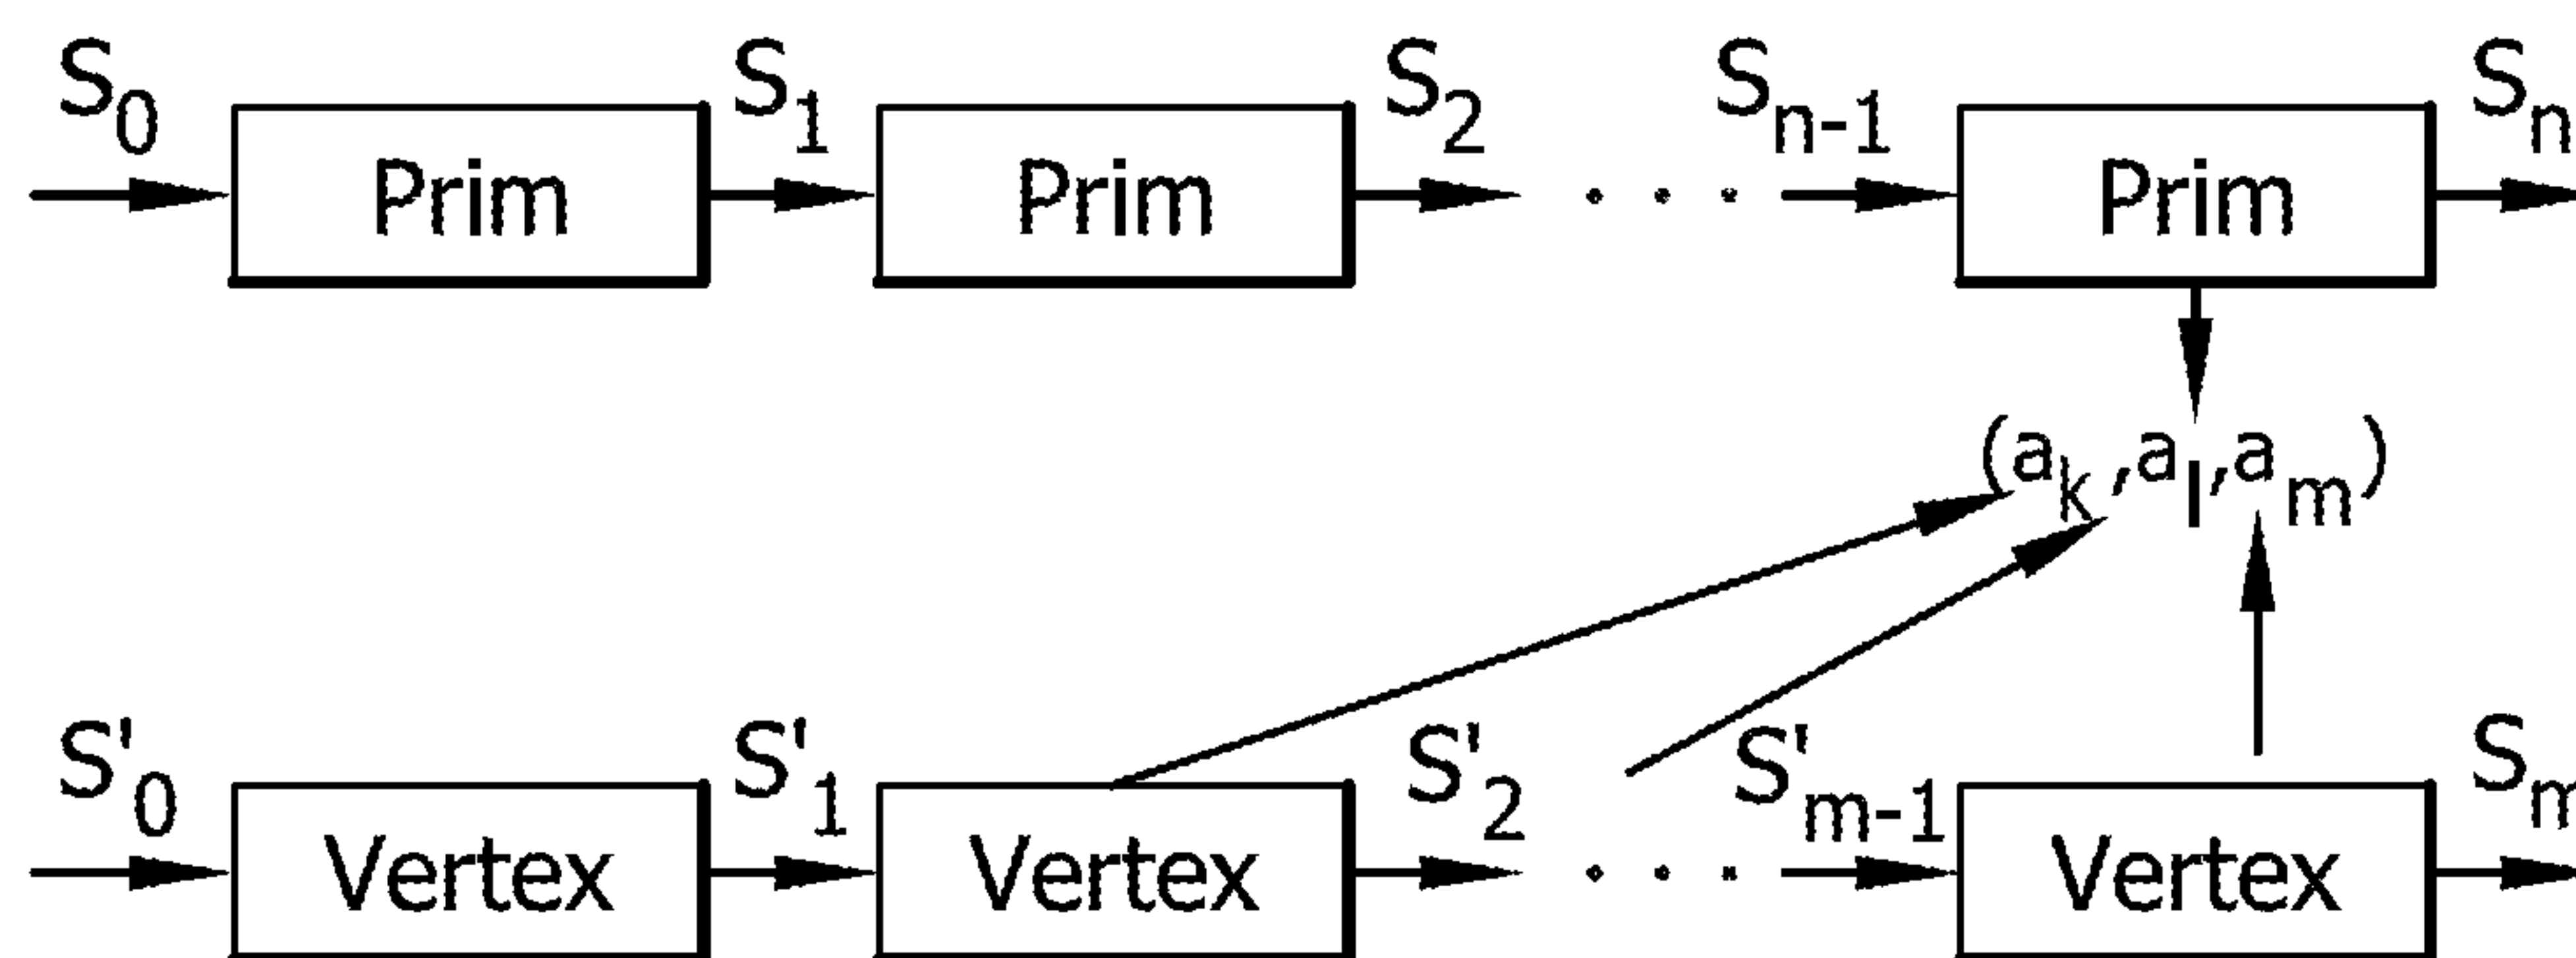 S₀ S₁ S₂ Sₙ₋₁ Sₙ
Prim Prim . . . Prim
(aₖ,aₗ,aₘ)
S'₀ S'₁ S'₂ S'ₘ₋₁ Sₘ
Vertex Vertex . . . Vertex